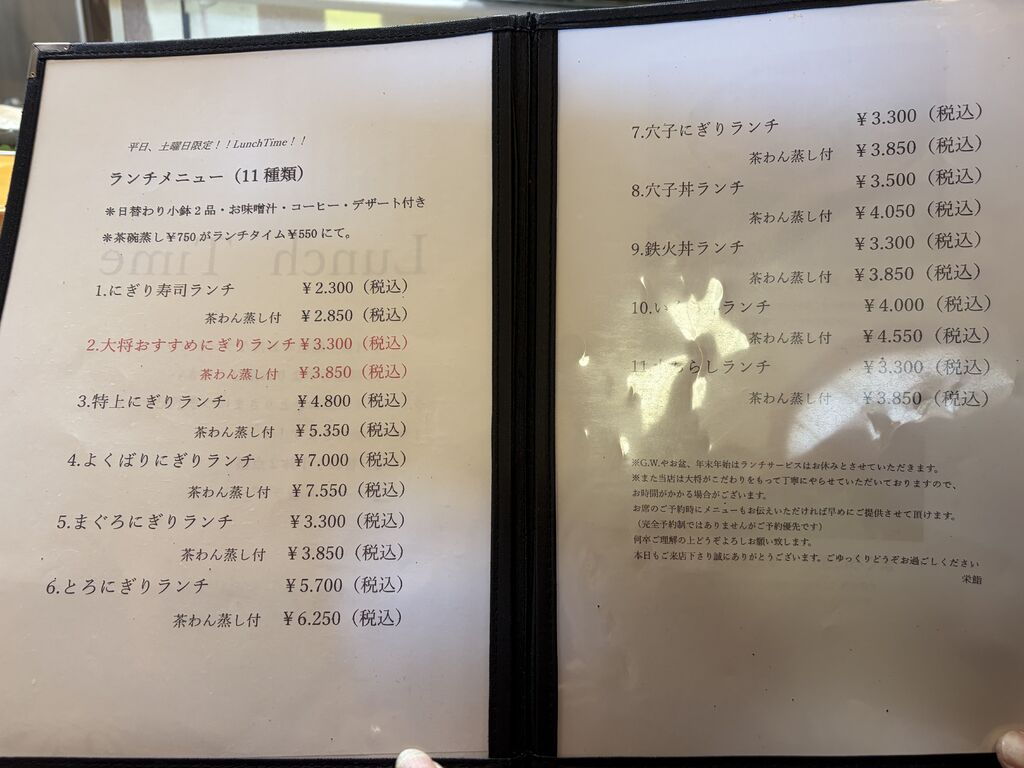 平日、土曜日限定！！LunchTime！！
ランチメニュー（11種類）
＊日替わり小鉢2品・お味噌汁・コーヒー・デザート付き
＊茶碗蒸し￥750がランチタイム￥550にて。
1.にぎり寿司ランチ ￥2.300（税込）
茶わん蒸し付 ￥2.850（税込）
2.大将おすすめにぎりランチ￥3.300（税込）
茶わん蒸し付 ￥3.850（税込）
3.特上にぎりランチ ￥4.800（税込）
茶わん蒸し付 ￥5.350（税込）
4.よくばりにぎりランチ ￥7.000（税込）
茶わん蒸し付 ￥7.550（税込）
5.まぐろにぎりランチ ￥3.300（税込）
茶わん蒸し付 ￥3.850（税込）
6.とろにぎりランチ ￥5.700（税込）
茶わん蒸し付 ￥6.250（税込）
7.穴子にぎりランチ ￥3.300（税込）
茶わん蒸し付 ￥3.850（税込）
8.穴子丼ランチ ￥3.500（税込）
茶わん蒸し付 ￥4.050（税込）
9.鉄火丼ランチ ￥3.300（税込）
茶わん蒸し付 ￥3.850（税込）
10.い ランチ ￥4.000（税込）
茶わん蒸し付 ￥4.550（税込）
11. らしランチ ￥3.300（税込）
茶わん蒸し付 ￥3.850（税込）
※G.W.やお盆、年末年始はランチサービスはお休みとさせていただきます。
※また当店は大将がこだわりをもって丁寧にやらせていただいておりますので、
お時間がかかる場合がございます。
お席のご予約時にメニューもお伝えいただければ早めにご提供させて頂けます。
（完全予約制ではありませんがご予約優先です）
何卒ご理解の上どうぞよろしお願い致します。
本日もご来店下さり誠にありがとうございます。ごゆっくりどうぞお過ごしください
栄鮨